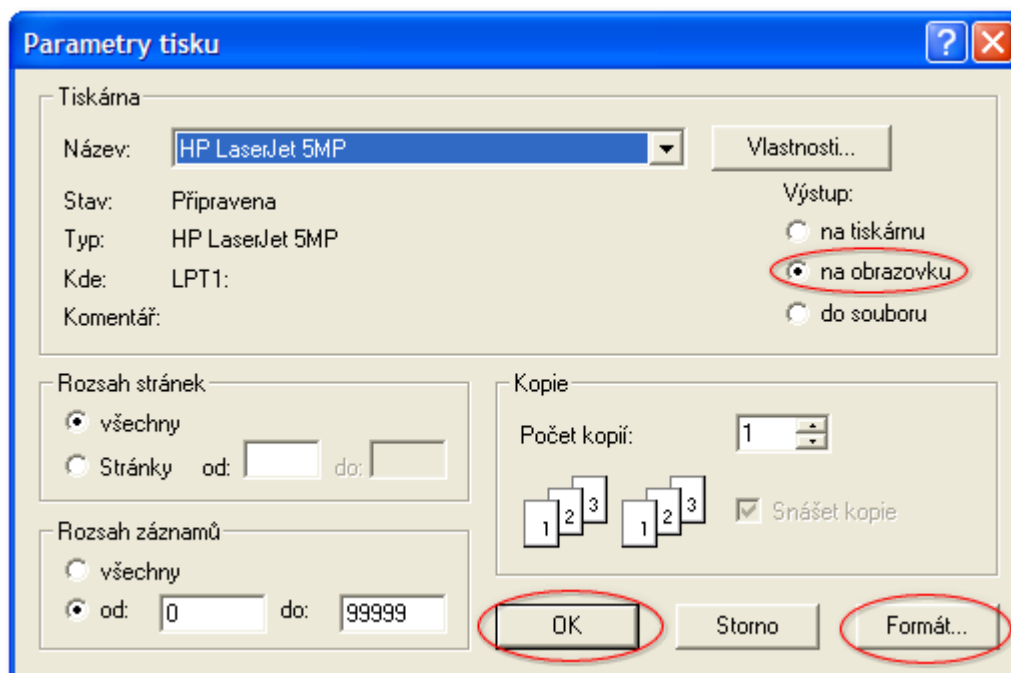 Parametry tisku
Tiskárna
Název: HP LaserJet 5MP Vlastnosti...
Stav: Připravena Výstup:
Typ: HP LaserJet 5MP na tiskárnu
Kde: LPT1: na obrazovku
Komentář: do souboru
Rozsah stránek
všechny
Stránky od: do:
Kopie
Počet kopií: 1
1 2 3 1 2 3 Snášet kopie
Rozsah záznamů
všechny
od: 0 do: 99999
OK Storno Formát...